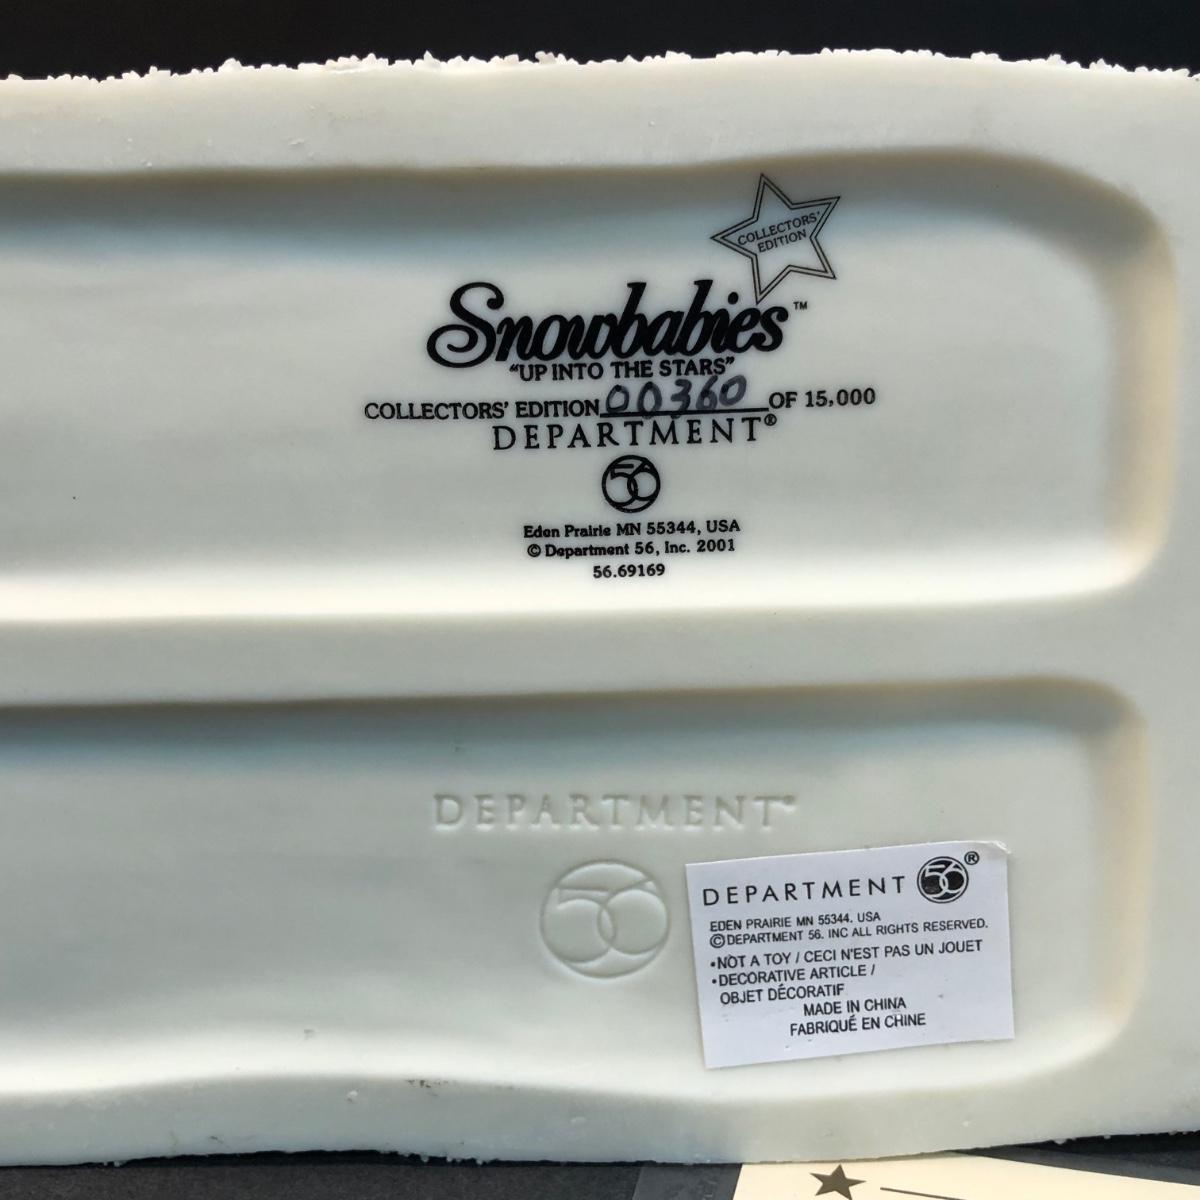 COLLECTORS'
EDITION
Snowbabies™
"UP INTO THE STARS"
COLLECTORS' EDITION 00360 OF 15,000
DEPARTMENT®
56
Eden Prairie MN 55344, USA
© Department 56, Inc. 2001
56.69169
DEPARTMENT®
56
DEPARTMENT 56®
EDEN PRAIRIE MN 55344. USA
©DEPARTMENT 56. INC ALL RIGHTS RESERVED.
•NOT A TOY / CECI N'EST PAS UN JOUET
•DECORATIVE ARTICLE /
OBJET DÉCORATIF
MADE IN CHINA
FABRIQUÉ EN CHINE